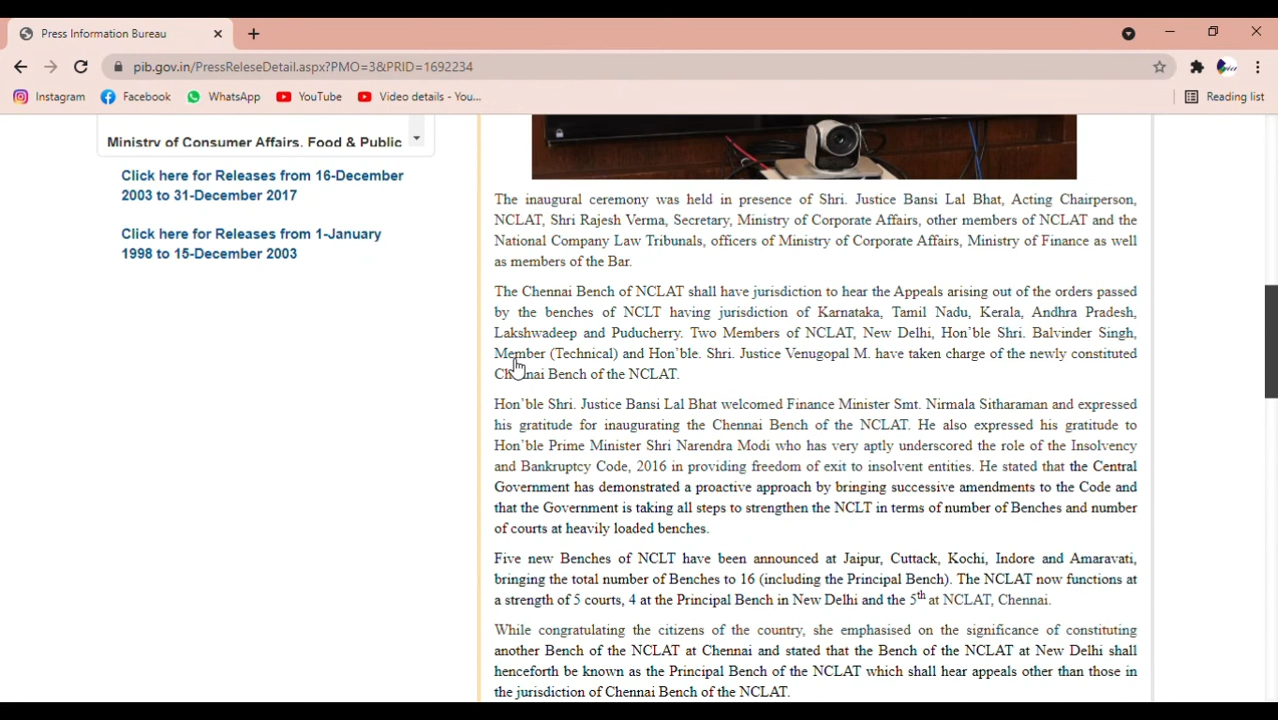 Press Information Bureau
pib.gov.in/PressReleseDetail.aspx?PMO=3&PRID=1692234
Instagram Facebook WhatsApp YouTube Video details - You... Reading list
Ministry of Consumer Affairs, Food & Public
Click here for Releases from 16-December
2003 to 31-December 2017
Click here for Releases from 1-January
1998 to 15-December 2003
The inaugural ceremony was held in presence of Shri. Justice Bansi Lal Bhat, Acting Chairperson,
NCLAT, Shri Rajesh Verma, Secretary, Ministry of Corporate Affairs, other members of NCLAT and the
National Company Law Tribunals, officers of Ministry of Corporate Affairs, Ministry of Finance as well
as members of the Bar.
The Chennai Bench of NCLAT shall have jurisdiction to hear the Appeals arising out of the orders passed
by the benches of NCLT having jurisdiction of Karnataka, Tamil Nadu, Kerala, Andhra Pradesh,
Lakshwadeep and Puducherry. Two Members of NCLAT, New Delhi, Hon'ble Shri. Balvinder Singh,
Member (Technical) and Hon'ble. Shri. Justice Venugopal M. have taken charge of the newly constituted
Chennai Bench of the NCLAT.
Hon'ble Shri. Justice Bansi Lal Bhat welcomed Finance Minister Smt. Nirmala Sitharaman and expressed
his gratitude for inaugurating the Chennai Bench of the NCLAT. He also expressed his gratitude to
Hon'ble Prime Minister Shri Narendra Modi who has very aptly underscored the role of the Insolvency
and Bankruptcy Code, 2016 in providing freedom of exit to insolvent entities. He stated that the Central
Government has demonstrated a proactive approach by bringing successive amendments to the Code and
that the Government is taking all steps to strengthen the NCLT in terms of number of Benches and number
of courts at heavily loaded benches.
Five new Benches of NCLT have been announced at Jaipur, Cuttack, Kochi, Indore and Amaravati,
bringing the total number of Benches to 16 (including the Principal Bench). The NCLAT now functions at
a strength of 5 courts, 4 at the Principal Bench in New Delhi and the 5th at NCLAT, Chennai.
While congratulating the citizens of the country, she emphasised on the significance of constituting
another Bench of the NCLAT at Chennai and stated that the Bench of the NCLAT at New Delhi shall
henceforth be known as the Principal Bench of the NCLAT which shall hear appeals other than those in
the jurisdiction of Chennai Bench of the NCLAT.